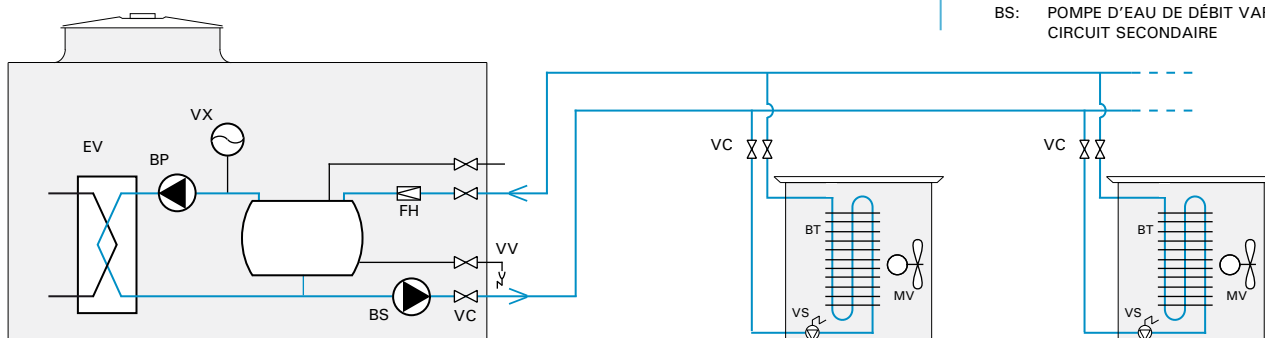 BS: POMPE D'EAU DE DÉBIT
CIRCUIT SECONDAIRE
VX
EV
BP
VC
VC
FH
BT
BT
VV
MV
MV
BS
VC
VS
VS